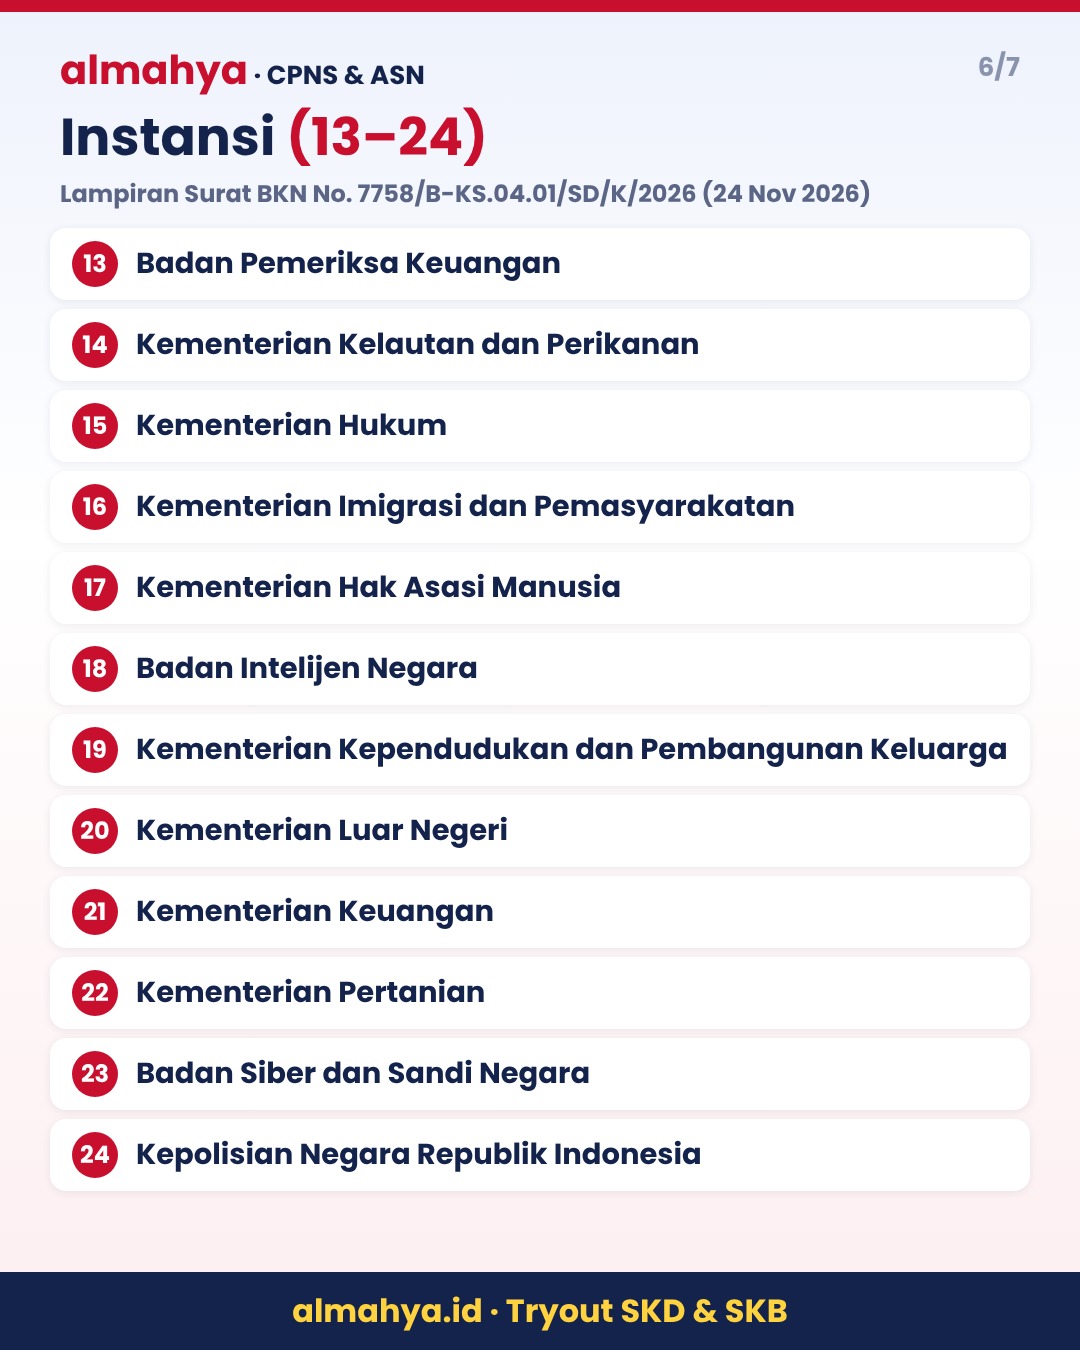 almahya · CPNS & ASN
6/7
Instansi (13–24)
Lampiran Surat BKN No. 7758/B-KS.04.01/SD/K/2026 (24 Nov 2026)
13 Badan Pemeriksa Keuangan
14 Kementerian Kelautan dan Perikanan
15 Kementerian Hukum
16 Kementerian Imigrasi dan Pemasyarakatan
17 Kementerian Hak Asasi Manusia
18 Badan Intelijen Negara
19 Kementerian Kependudukan dan Pembangunan Keluarga
20 Kementerian Luar Negeri
21 Kementerian Keuangan
22 Kementerian Pertanian
23 Badan Siber dan Sandi Negara
24 Kepolisian Negara Republik Indonesia
almahya.id · Tryout SKD & SKB